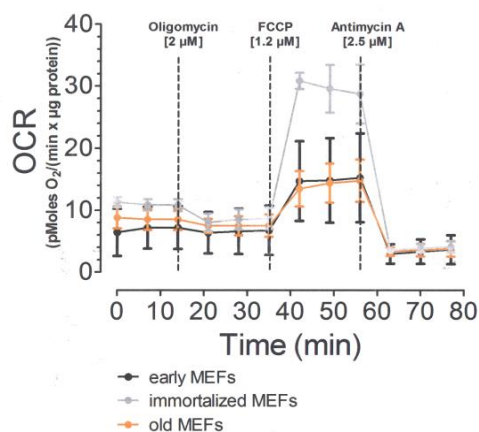 Oligomycin
[2 µM]
FCCP
[1.2 µM]
Antimycin A
[2.5 µM]
OCR
(pMoles O₂/(min x µg protein))
40
30
20
10
0
0 10 20 30 40 50 60 70 80
Time (min)
early MEFs
immortalized MEFs
old MEFs